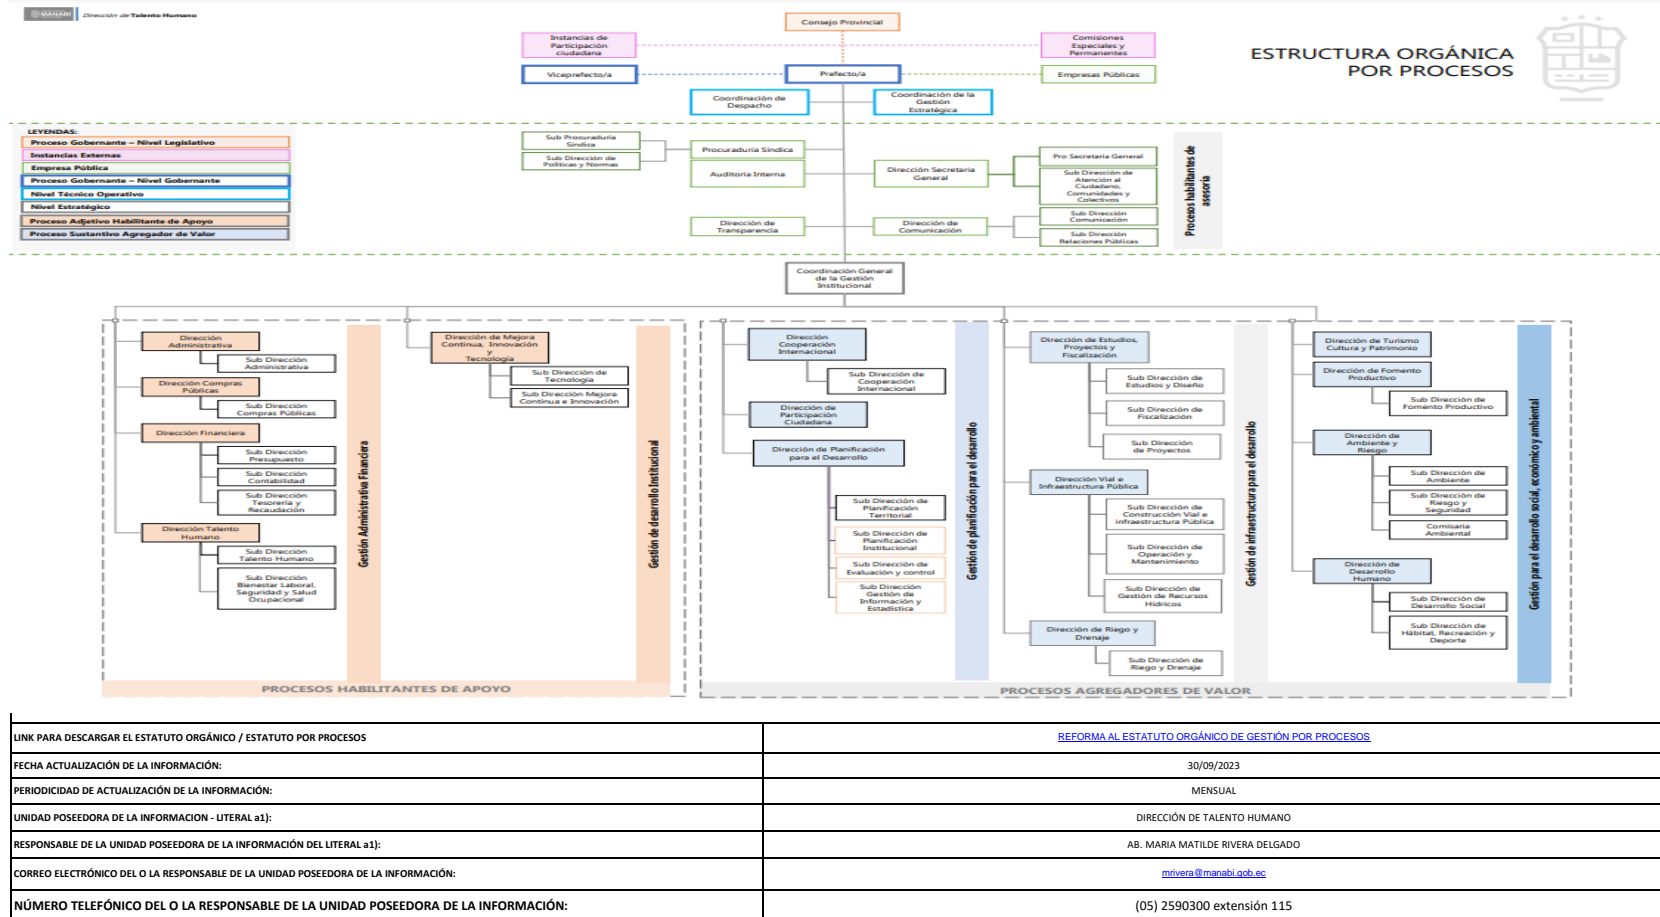 MANABÍ
Dirección de Talento Humano
ESTRUCTURA ORGÁNICA
POR PROCESOS
Consejo Provincial
Instancias de
Participación
ciudadana
Comisiones
Especiales y
Permanentes
Viceprefecto/a
Prefecto/a
Empresas Públicas
Coordinación de
Despacho
Coordinación de la
Gestión
Estratégica
LEYENDAS:
Proceso Gobernante – Nivel Legislativo
Instancias Externas
Empresa Pública
Proceso Gobernante – Nivel Gobernante
Nivel Técnico Operativo
Nivel Estratégico
Proceso Adjetivo Habilitante de Apoyo
Proceso Sustantivo Agregador de Valor
Sub Procuraduría
Síndica
Sub Dirección de
Políticas y Normas
Procuraduría Síndica
Auditoria Interna
Dirección Secretaria
General
Pro Secretaria General
Sub Dirección de
Atención al
Ciudadano,
Comunidades y
Colectivos
Dirección de
Transparencia
Dirección de
Comunicación
Sub Dirección
Comunicación
Sub Dirección
Relaciones Públicas
Procesos habilitantes de
asesoría
Coordinación General
de la Gestión
Institucional
Dirección
Administrativa
Sub Dirección
Administrativa
Dirección Compras
Públicas
Sub Dirección
Compras Públicas
Dirección Financiera
Sub Dirección
Presupuesto
Sub Dirección
Contabilidad
Sub Dirección
Tesorería y
Recaudación
Dirección Talento
Humano
Sub Dirección
Talento Humano
Sub Dirección
Bienestar Laboral,
Seguridad y Salud
Ocupacional
Gestión Administrativa Financiera
Dirección de Mejora
Continua, Innovación
y
Tecnología
Sub Dirección de
Tecnología
Sub Dirección Mejora
Continua e Innovación
Gestión de desarrollo Institucional
PROCESOS HABILITANTES DE APOYO
Dirección
Cooperación
Internacional
Sub Dirección de
Cooperación
Internacional
Dirección de
Participación
Ciudadana
Dirección de Planificación
para el Desarrollo
Sub Dirección de
Planificación
Territorial
Sub Dirección de
Planificación
Institucional
Sub Dirección de
Evaluación y control
Sub Dirección
Gestión de
Información y
Estadística
Gestión de planificación para el desarrollo
Dirección de Estudios,
Proyectos y
Fiscalización
Sub Dirección de
Estudios y Diseño
Sub Dirección de
Fiscalización
Sub Dirección
de Proyectos
Dirección Vial e
Infraestructura Pública
Sub Dirección de
Construcción Vial e
infraestructura Pública
Sub Dirección de
Operación y
Mantenimiento
Sub Dirección de
Gestión de Recursos
Hídricos
Dirección de Riego y
Drenaje
Sub Dirección de
Riego y Drenaje
Gestión de infraestructura para el desarrollo
Dirección de Turismo
Cultura y Patrimonio
Dirección de Fomento
Productivo
Sub Dirección de
Fomento Productivo
Dirección de
Ambiente y
Riesgo
Sub Dirección de
Ambiente
Sub Dirección de
Riesgo y
Seguridad
Comisaria
Ambiental
Dirección de
Desarrollo
Humano
Sub Dirección de
Desarrollo Social
Sub Dirección de
Hábitat, Recreación y
Deporte
Gestión para el desarrollo social, económico y ambiental
PROCESOS AGREGADORES DE VALOR
LINK PARA DESCARGAR EL ESTATUTO ORGÁNICO / ESTATUTO POR PROCESOS
REFORMA AL ESTATUTO ORGÁNICO DE GESTIÓN POR PROCESOS
FECHA ACTUALIZACIÓN DE LA INFORMACIÓN:
30/09/2023
PERIODICIDAD DE ACTUALIZACIÓN DE LA INFORMACIÓN:
MENSUAL
UNIDAD POSEEDORA DE LA INFORMACION - LITERAL a1):
DIRECCIÓN DE TALENTO HUMANO
RESPONSABLE DE LA UNIDAD POSEEDORA DE LA INFORMACIÓN DEL LITERAL a1):
AB. MARIA MATILDE RIVERA DELGADO
CORREO ELECTRÓNICO DEL O LA RESPONSABLE DE LA UNIDAD POSEEDORA DE LA INFORMACIÓN:
mrivera@manabi.gob.ec
NÚMERO TELEFÓNICO DEL O LA RESPONSABLE DE LA UNIDAD POSEEDORA DE LA INFORMACIÓN:
(05) 2590300 extensión 115